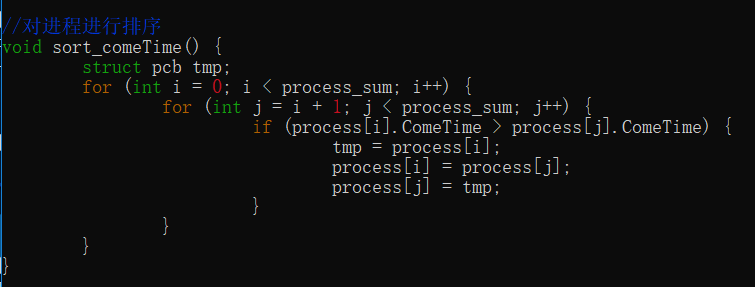 //对进程进行排序
void sort_comeTime() {
        struct pcb tmp;
        for (int i = 0; i < process_sum; i++) {
                for (int j = i + 1; j < process_sum; j++) {
                        if (process[i].ComeTime > process[j].ComeTime) {
                                tmp = process[i];
                                process[i] = process[j];
                                process[j] = tmp;
                        }
                }
        }
}